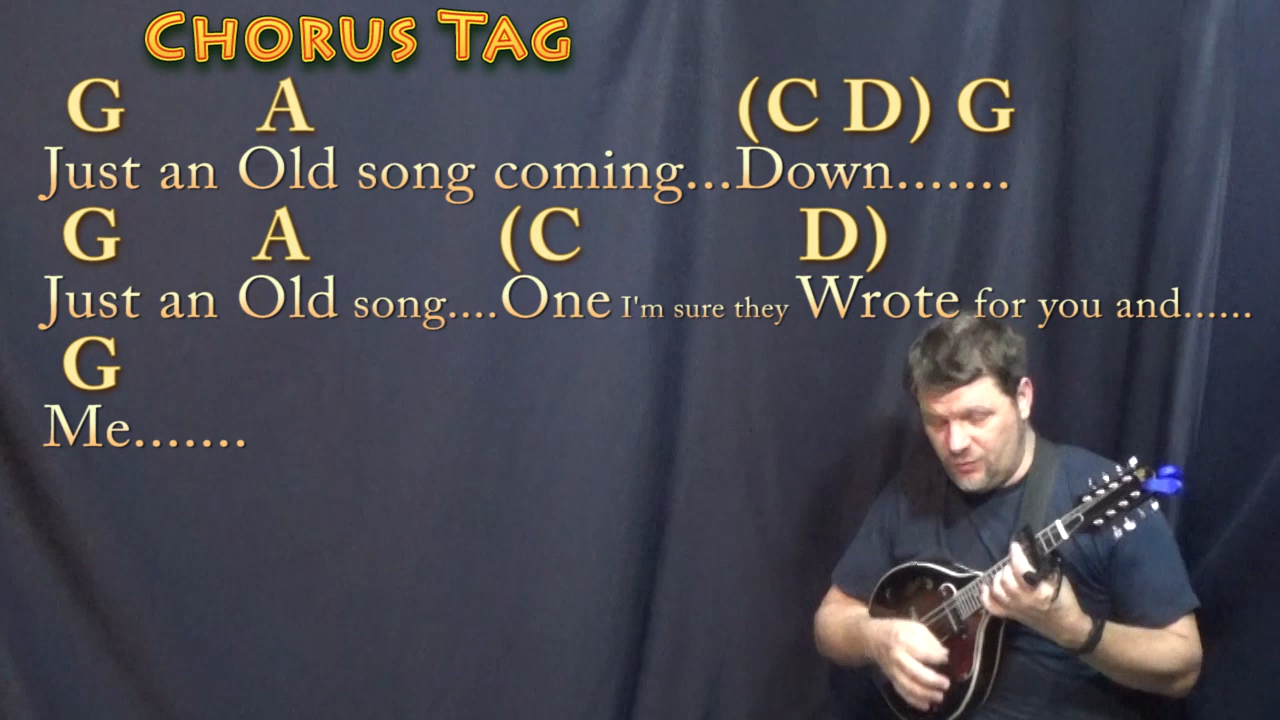 CHORUS TAG
G A (C D) G
Just an Old song coming...Down.......
G A (C D)
Just an Old song....One I'm sure they Wrote for you and......
G
Me.......